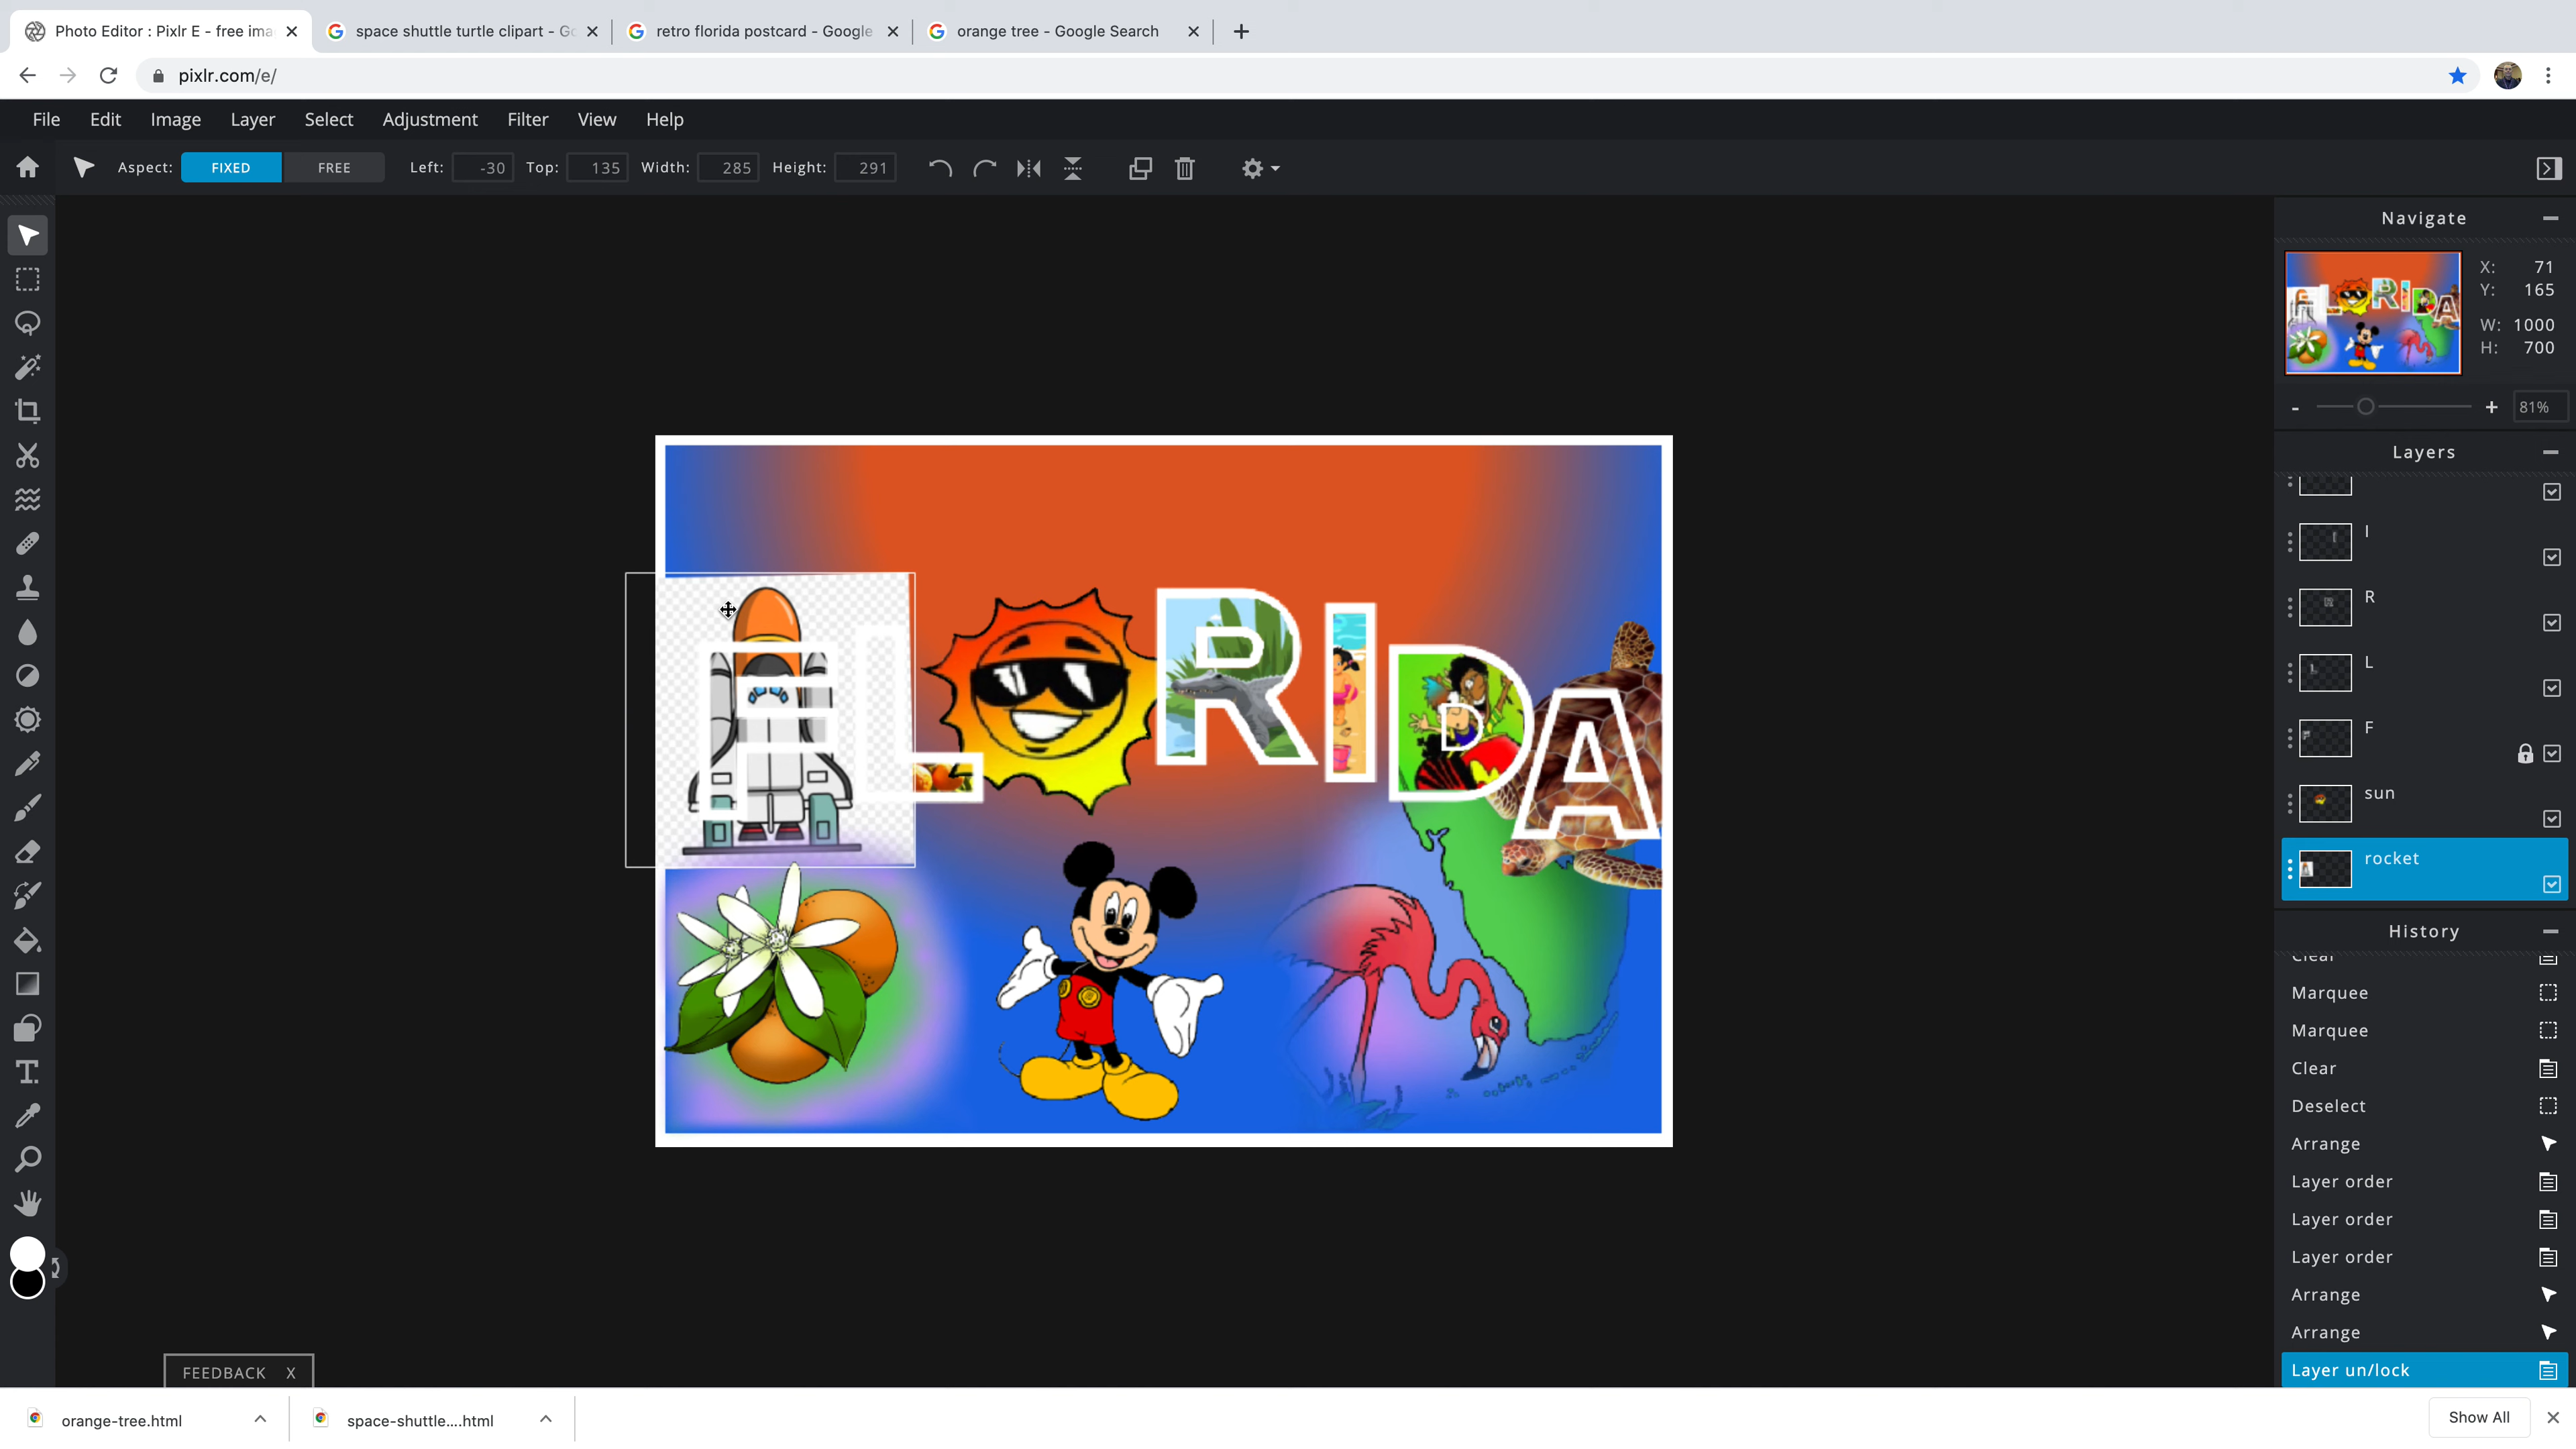 Photo Editor : Pixlr E - free ima
space shuttle turtle clipart - Go
retro florida postcard - Google
orange tree - Google Search
pixlr.com/e/
File Edit Image Layer Select Adjustment Filter View Help
Aspect: FIXED FREE Left: -30 Top: 135 Width: 285 Height: 291
Navigate
X: 71
Y: 165
W: 1000
H: 700
- + 81%
Layers
I
R
L
F
sun
rocket
FL RIDA
D
History
Clear
Marquee
Marquee
Clear
Deselect
Arrange
Layer order
Layer order
Layer order
Arrange
Arrange
Layer un/lock
FEEDBACK X
orange-tree.html
space-shuttle....html
Show All